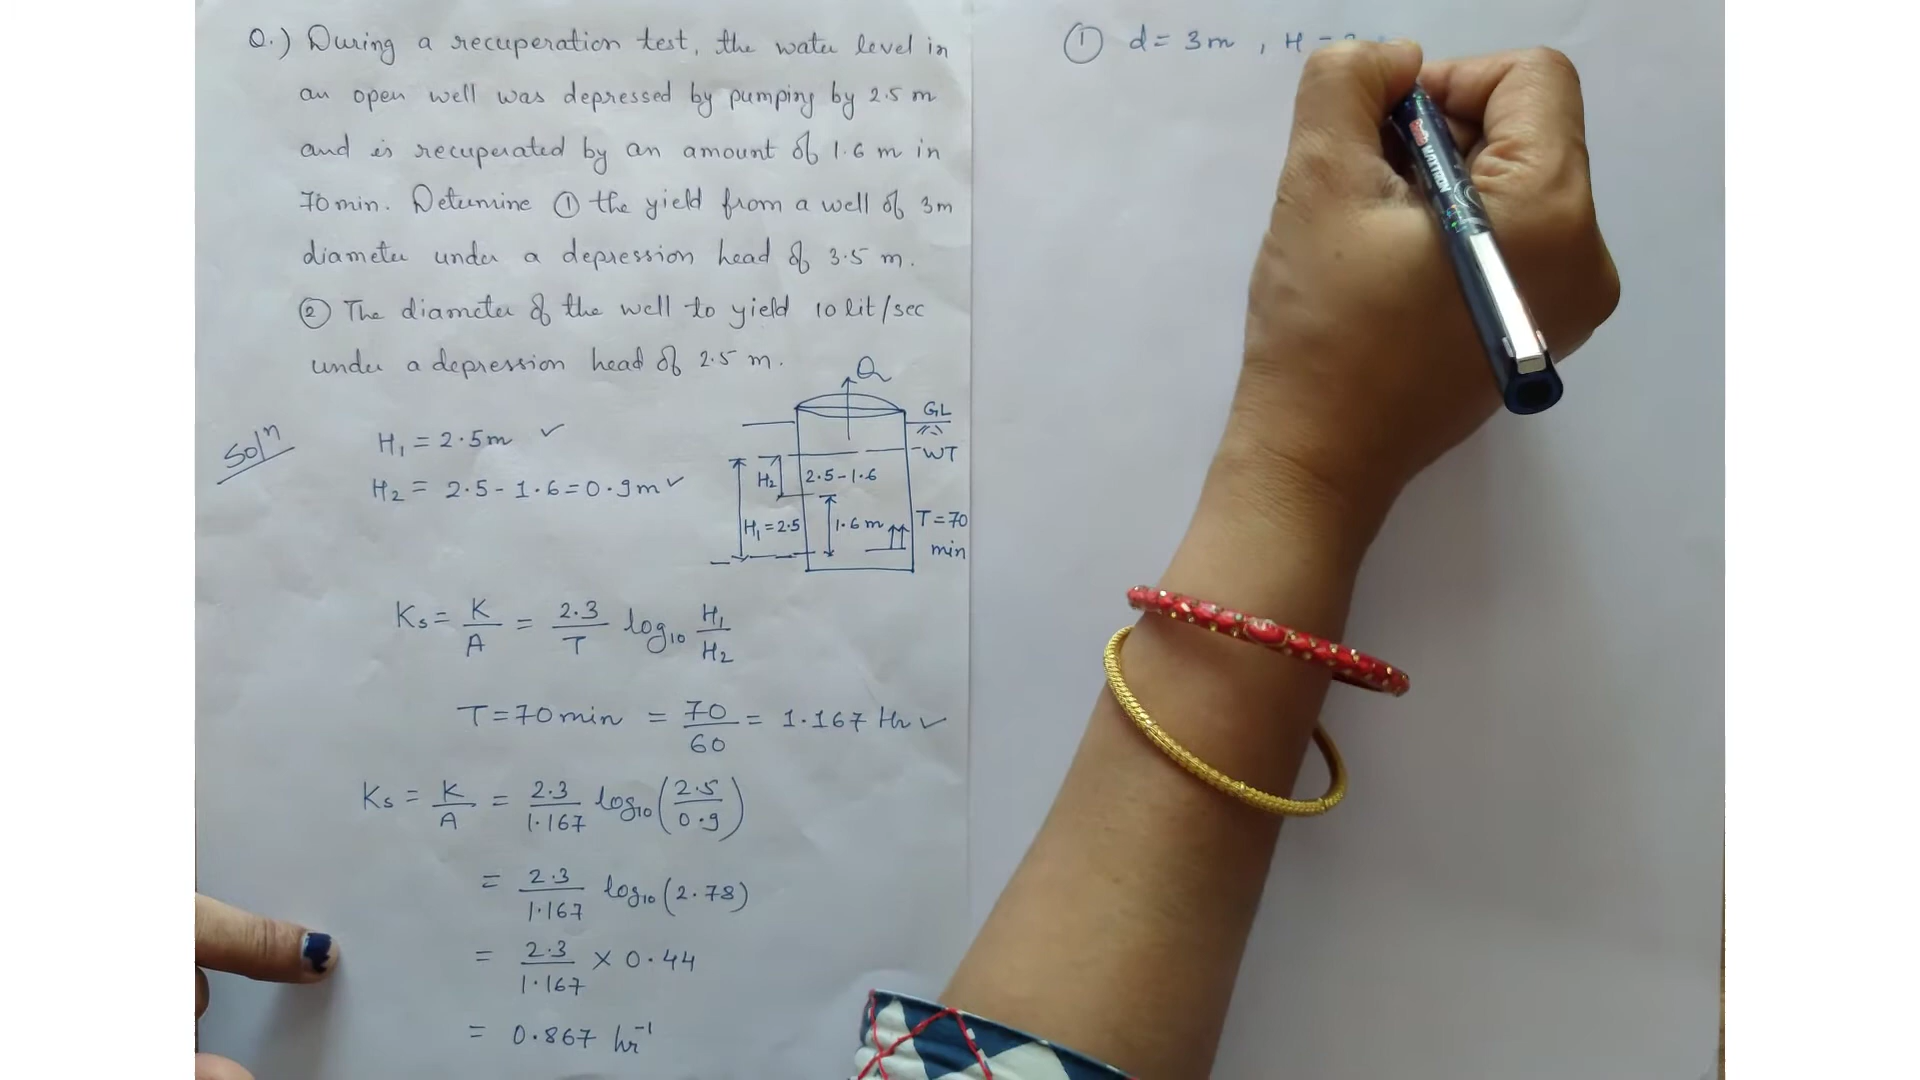 Q.) During a recuperation test, the water level in
an open well was depressed by pumping by 2.5 m
and is recuperated by an amount of 1.6 m in
70min. Determine ① the yield from a well of 3m
diameter under a depression head of 3.5 m.
② The diameter of the well to yield 10 lit/sec
under a depression head of 2.5 m.
Q
GL
WT
H₂ 2.5-1.6
H₁=2.5 1.6m T=70
min
Solⁿ
H₁ = 2.5m ✓
H₂ = 2.5 - 1.6 = 0.9m ✓
Ks = K/A = 2.3/T log₁₀ H₁/H₂
T = 70min = 70/60 = 1.167 Hr ✓
Ks = K/A = 2.3/1.167 log₁₀ (2.5/0.9)
= 2.3/1.167 log₁₀ (2.78)
= 2.3/1.167 × 0.44
= 0.867 hr⁻¹
① d = 3m , H =
MAXTRON